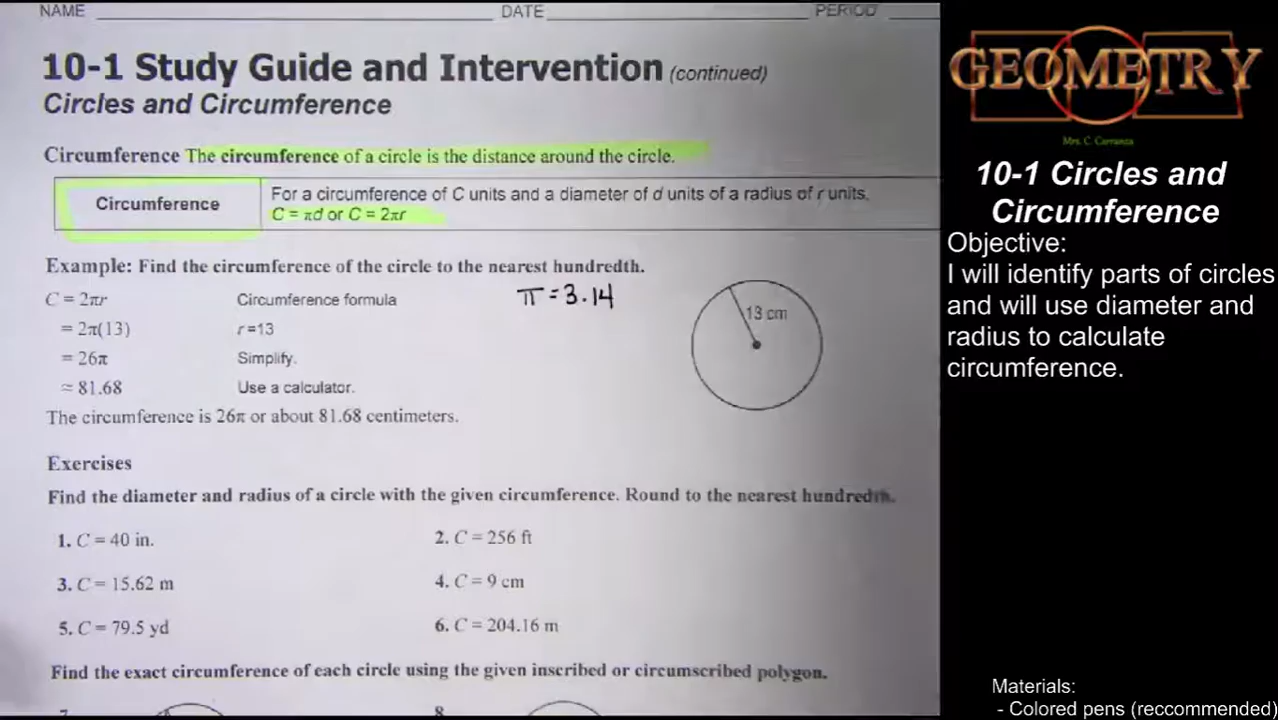 NAME DATE PERIOD
10-1 Study Guide and Intervention (continued)
Circles and Circumference
Circumference The circumference of a circle is the distance around the circle.
Circumference
For a circumference of C units and a diameter of d units of a radius of r units,
C = πd or C = 2πr
Example: Find the circumference of the circle to the nearest hundredth.
C = 2πr Circumference formula
π = 3.14
13 cm
= 2π(13) r =13
= 26π Simplify.
≈ 81.68 Use a calculator.
The circumference is 26π or about 81.68 centimeters.
Exercises
Find the diameter and radius of a circle with the given circumference. Round to the nearest hundredth.
1. C = 40 in. 2. C = 256 ft
3. C = 15.62 m 4. C = 9 cm
5. C = 79.5 yd 6. C = 204.16 m
Find the exact circumference of each circle using the given inscribed or circumscribed polygon.
7. 8
GEOMETRY
Mrs. C. Carranza
10-1 Circles and
Circumference
Objective:
I will identify parts of circles
and will use diameter and
radius to calculate
circumference.
Materials:
- Colored pens (reccommended)